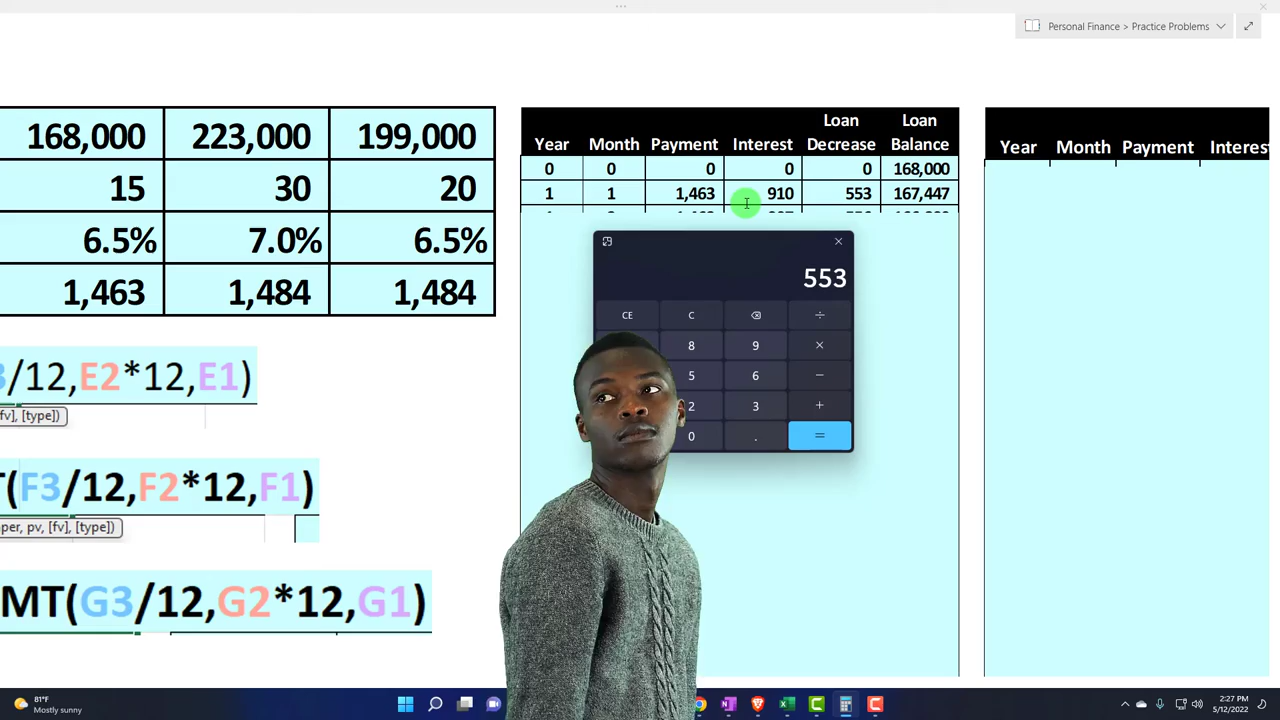 Personal Finance > Practice Problems
168,000 223,000 199,000
15 30 20
6.5% 7.0% 6.5%
1,463 1,484 1,484
/12,E2*12,E1)
fv], [type])
T(F3/12,F2*12,F1)
per, pv, [fv], [type])
MT(G3/12,G2*12,G1)
Year Month Payment Interest Loan Decrease Loan Balance
0 0 0 0 0 168,000
1 1 1,463 910 553 167,447
553
CE C ÷
8 9 ×
5 6 −
2 3 +
0 . =
Year Month Payment Interest
81°F
Mostly sunny
2:27 PM
5/12/2022